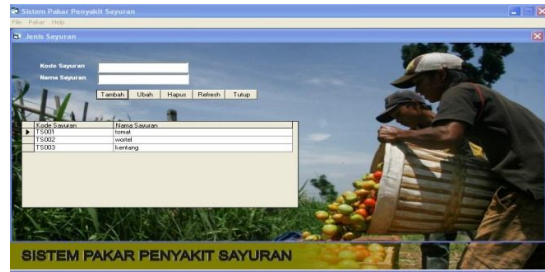 Sistem Pakar Penyakit Sayuran
File Pakar Help
Jenis Sayuran
Kode Sayuran
Nama Sayuran
Tambah Ubah Hapus Refresh Tutup
Kode Sayuran Nama Sayuran
TS001 tomat
TS002 wortel
TS003 kentang
SISTEM PAKAR PENYAKIT SAYURAN